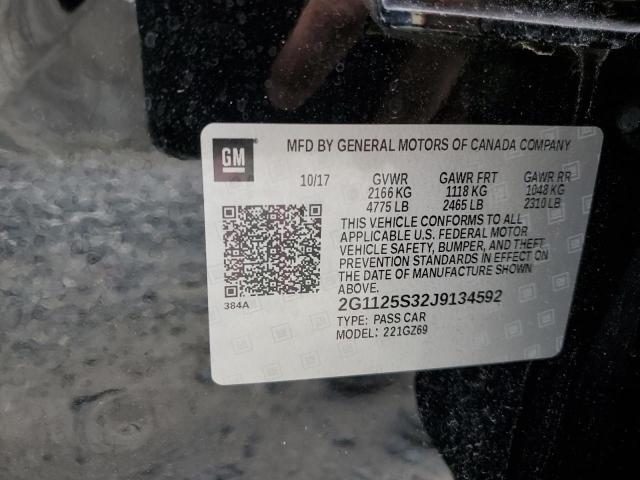 GM
MFD BY GENERAL MOTORS OF CANADA COMPANY
10/17 GVWR GAWR FRT GAWR RR
2166 KG 1118 KG 1048 KG
4775 LB 2465 LB 2310 LB
THIS VEHICLE CONFORMS TO ALL
APPLICABLE U.S. FEDERAL MOTOR
VEHICLE SAFETY, BUMPER, AND THEFT
PREVENTION STANDARDS IN EFFECT ON
THE DATE OF MANUFACTURE SHOWN
ABOVE.
384A
2G1125S32J9134592
TYPE: PASS CAR
MODEL: 221GZ69